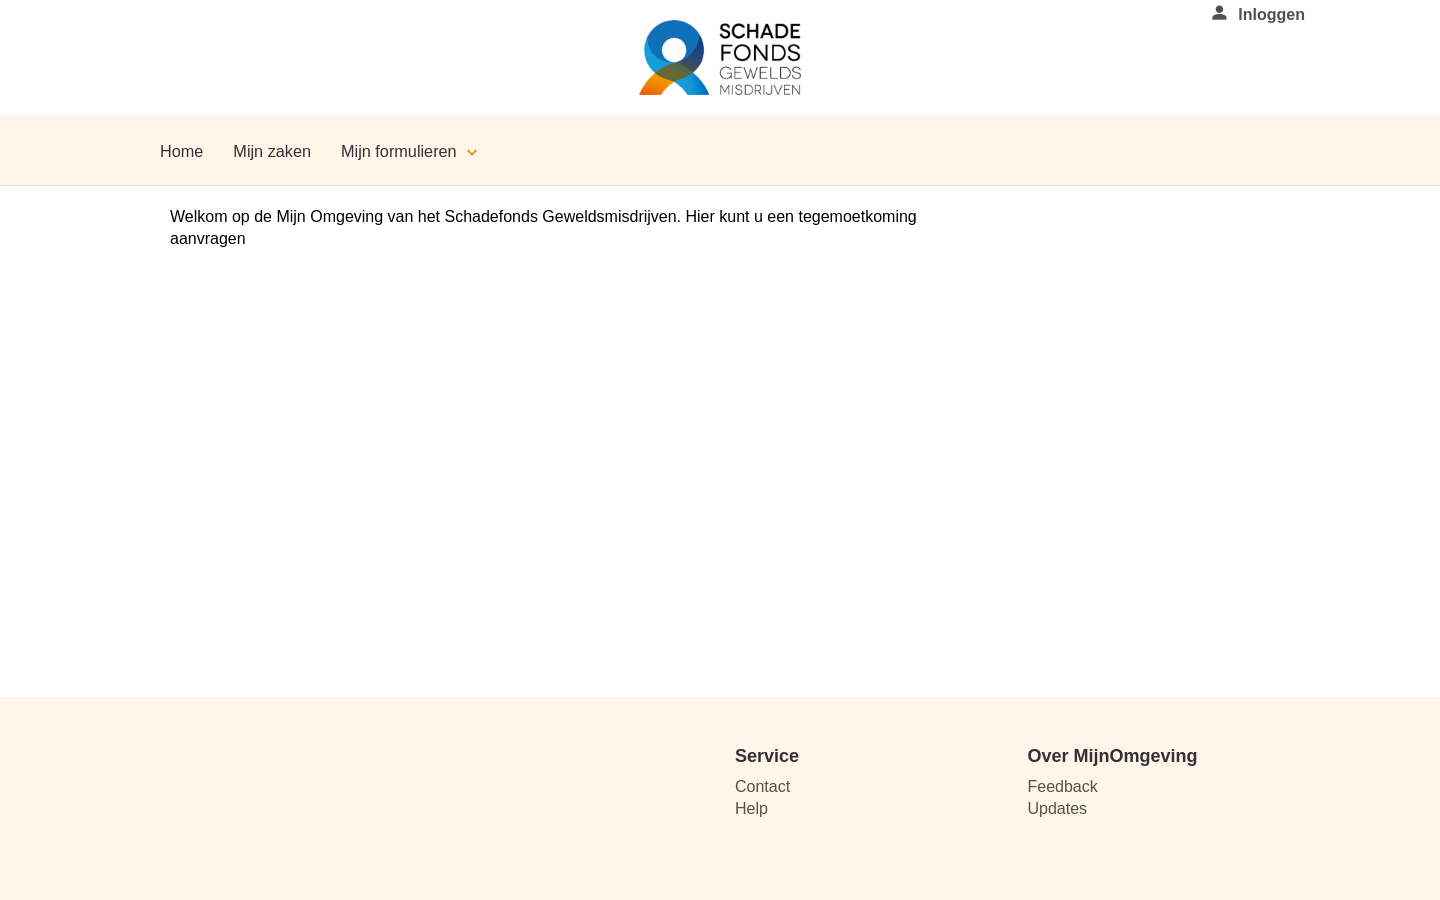 Inloggen
SCHADE
FONDS
GEWELDS
MISDRIJVEN
Home
Mijn zaken
Mijn formulieren
Welkom op de Mijn Omgeving van het Schadefonds Geweldsmisdrijven. Hier kunt u een tegemoetkoming
aanvragen
Service
Contact
Help
Over MijnOmgeving
Feedback
Updates